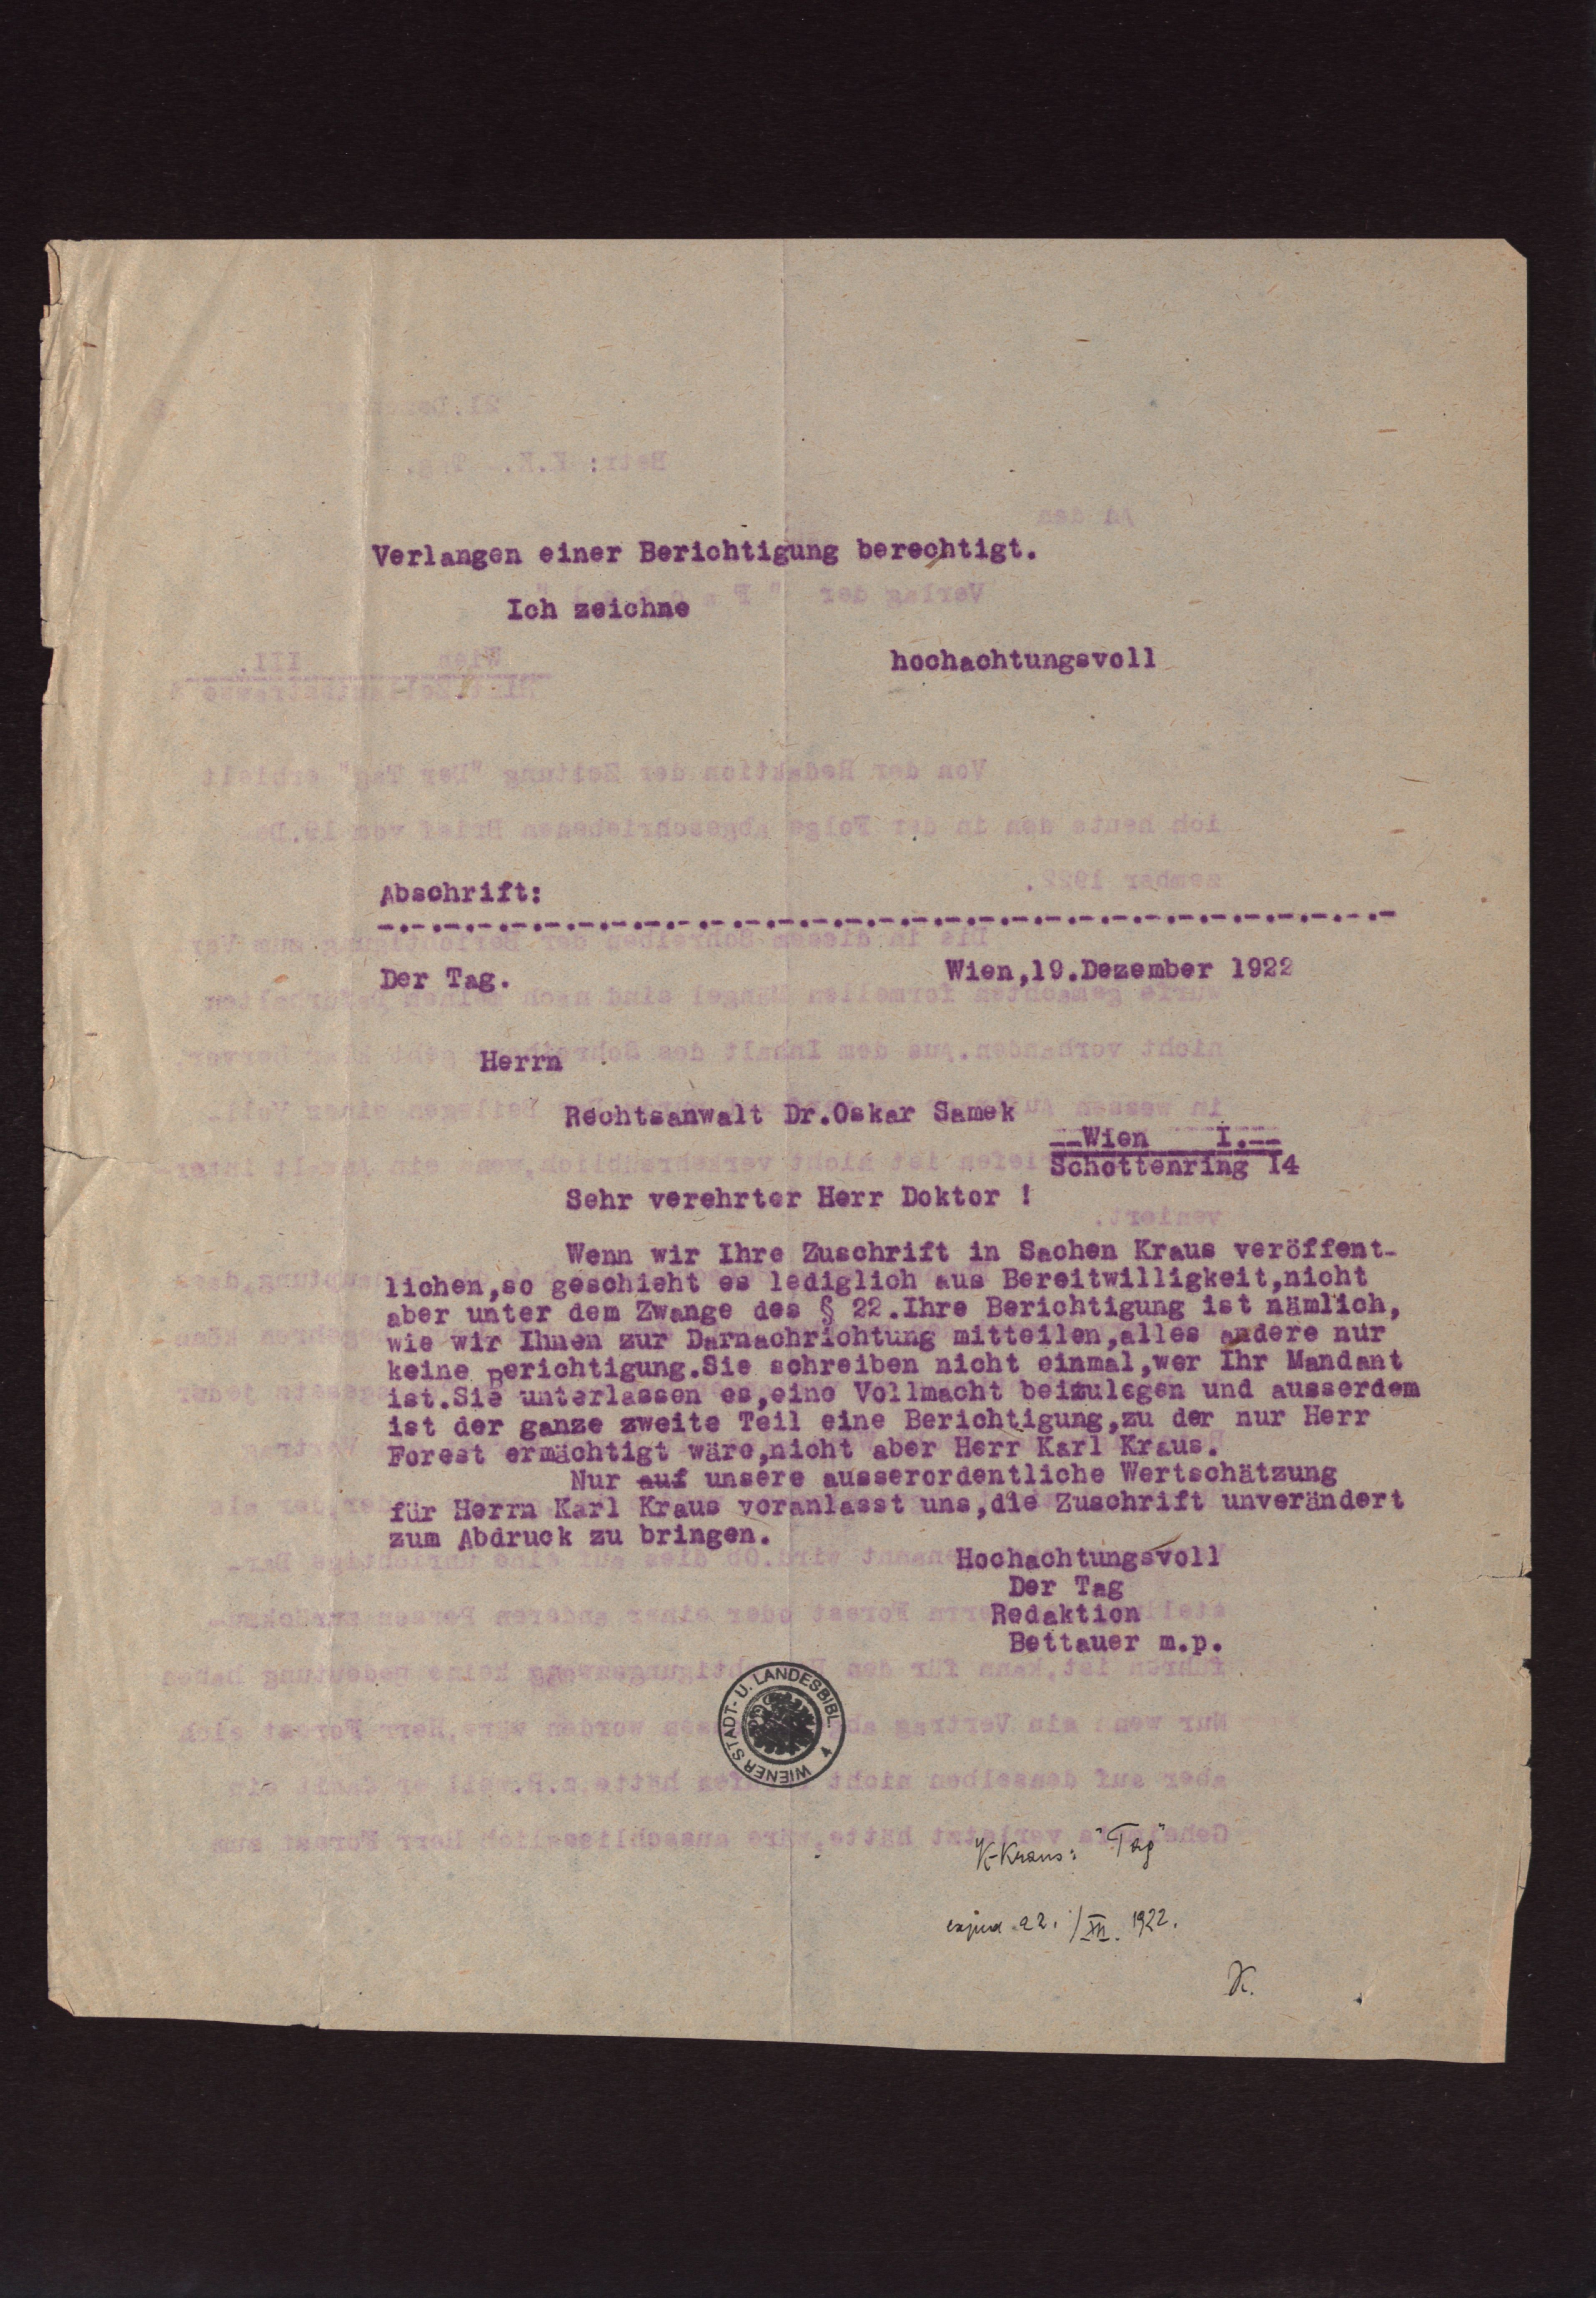 Verlangen einer Berichtigung berechtigt.
Ich zeichne
hochachtungsvoll
Abschrift:
Der Tag.
Wien,19.Dezember 1922
Herrn
Rechtsanwalt Dr.Oskar Samek
Wien I.
Schottenring 14
Sehr verehrter Herr Doktor !
Wenn wir Ihre Zuschrift in Sachen Kraus veröffent-
lichen,so geschieht es lediglich aus Bereitwilligkeit,nicht
aber unter dem Zwange des § 22.Ihre Berichtigung ist nämlich,
wie wir Ihnen zur Darnachrichtung mitteilen,alles andere nur
keine Berichtigung.Sie schreiben nicht einmal,wer Ihr Mandant
ist.Sie unterlassen es,eine Vollmacht beizulegen und ausserdem
ist der ganze zweite Teil eine Berichtigung,zu der nur Herr
Forest ermächtigt wäre,nicht aber Herr Karl Kraus.
Nur auf unsere ausserordentliche Wertschätzung
für Herrn Karl Kraus veranlasst uns,die Zuschrift unverändert
zum Abdruck zu bringen.
Hochachtungsvoll
Der Tag
Redaktion
Bettauer m.p.
WIENER STADT- U. LANDESBIBL. 4
K-Kraus: "Tag"
22./XII. 1922.
K.